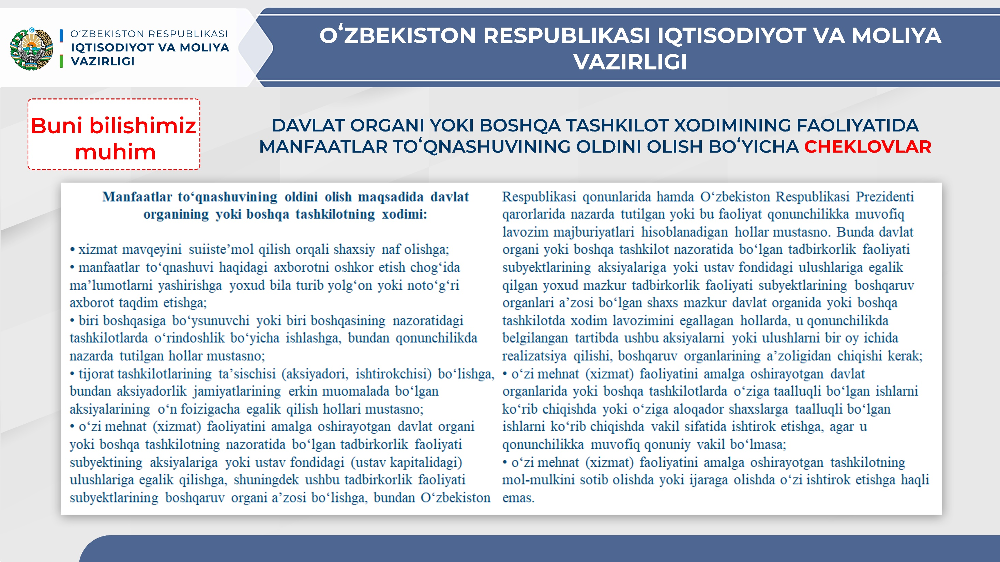 OʻZBEKISTON RESPUBLIKASI
IQTISODIYOT VA MOLIYA
VAZIRLIGI
OʻZBEKISTON RESPUBLIKASI IQTISODIYOT VA MOLIYA
VAZIRLIGI
Buni bilishimiz
muhim
DAVLAT ORGANI YOKI BOSHQA TASHKILOT XODIMINING FAOLIYATIDA
MANFAATLAR TOʻQNASHUVINING OLDINI OLISH BOʻYICHA CHEKLOVLAR
Manfaatlar to‘qnashuvining oldini olish maqsadida davlat
organining yoki boshqa tashkilotning xodimi:
• xizmat mavqeyini suiiste’mol qilish orqali shaxsiy naf olishga;
• manfaatlar to‘qnashuvi haqidagi axborotni oshkor etish chog‘ida
ma’lumotlarni yashirishga yoxud bila turib yolg‘on yoki noto‘g‘ri
axborot taqdim etishga;
• biri boshqasiga bo‘ysunuvchi yoki biri boshqasining nazoratidagi
tashkilotlarda o‘rindoshlik bo‘yicha ishlashga, bundan qonunchilikda
nazarda tutilgan hollar mustasno;
• tijorat tashkilotlarining ta’sischisi (aksiyadori, ishtirokchisi) bo‘lishga,
bundan aksiyadorlik jamiyatlarining erkin muomalada bo‘lgan
aksiyalarining o‘n foizigacha egalik qilish hollari mustasno;
• o‘zi mehnat (xizmat) faoliyatini amalga oshirayotgan davlat organi
yoki boshqa tashkilotning nazoratida bo‘lgan tadbirkorlik faoliyati
subyektining aksiyalariga yoki ustav fondidagi (ustav kapitalidagi)
ulushlariga egalik qilishga, shuningdek ushbu tadbirkorlik faoliyati
subyektlarining boshqaruv organi a’zosi bo‘lishga, bundan O‘zbekiston
Respublikasi qonunlarida hamda O‘zbekiston Respublikasi Prezidenti
qarorlarida nazarda tutilgan yoki bu faoliyat qonunchilikka muvofiq
lavozim majburiyatlari hisoblanadigan hollar mustasno. Bunda davlat
organi yoki boshqa tashkilot nazoratida bo‘lgan tadbirkorlik faoliyati
subyektlarining aksiyalariga yoki ustav fondidagi ulushlariga egalik
qilgan yoxud mazkur tadbirkorlik faoliyati subyektlarining boshqaruv
organlari a’zosi bo‘lgan shaxs mazkur davlat organida yoki boshqa
tashkilotda xodim lavozimini egallagan hollarda, u qonunchilikda
belgilangan tartibda ushbu aksiyalarni yoki ulushlarni bir oy ichida
realizatsiya qilishi, boshqaruv organlarining a’zoligidan chiqishi kerak;
• o‘zi mehnat (xizmat) faoliyatini amalga oshirayotgan davlat
organlarida yoki boshqa tashkilotlarda o‘ziga taalluqli bo‘lgan ishlarni
ko‘rib chiqishda yoki o‘ziga aloqador shaxslarga taalluqli bo‘lgan
ishlarni ko‘rib chiqishda vakil sifatida ishtirok etishga, agar u
qonunchilikka muvofiq qonuniy vakil bo‘lmasa;
• o‘zi mehnat (xizmat) faoliyatini amalga oshirayotgan tashkilotning
mol-mulkini sotib olishda yoki ijaraga olishda o‘zi ishtirok etishga haqli
emas.